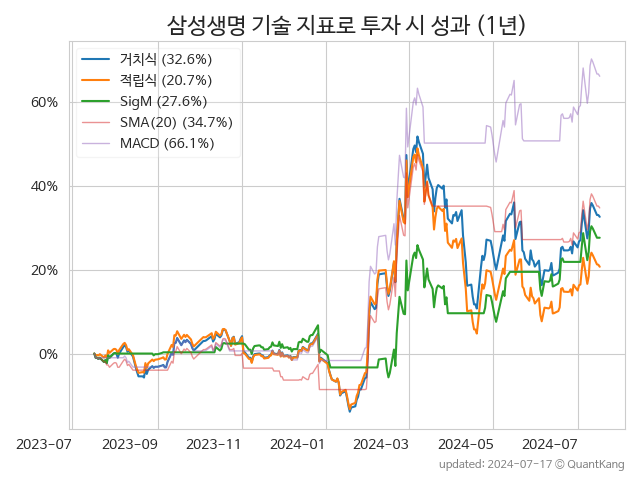 삼성생명 기술 지표로 투자 시 성과 (1년)
거치식 (32.6%)
적립식 (20.7%)
SigM (27.6%)
SMA(20) (34.7%)
MACD (66.1%)
60%
40%
20%
0%
2023-07 2023-09 2023-11 2024-01 2024-03 2024-05 2024-07
updated: 2024-07-17 © QuantKang